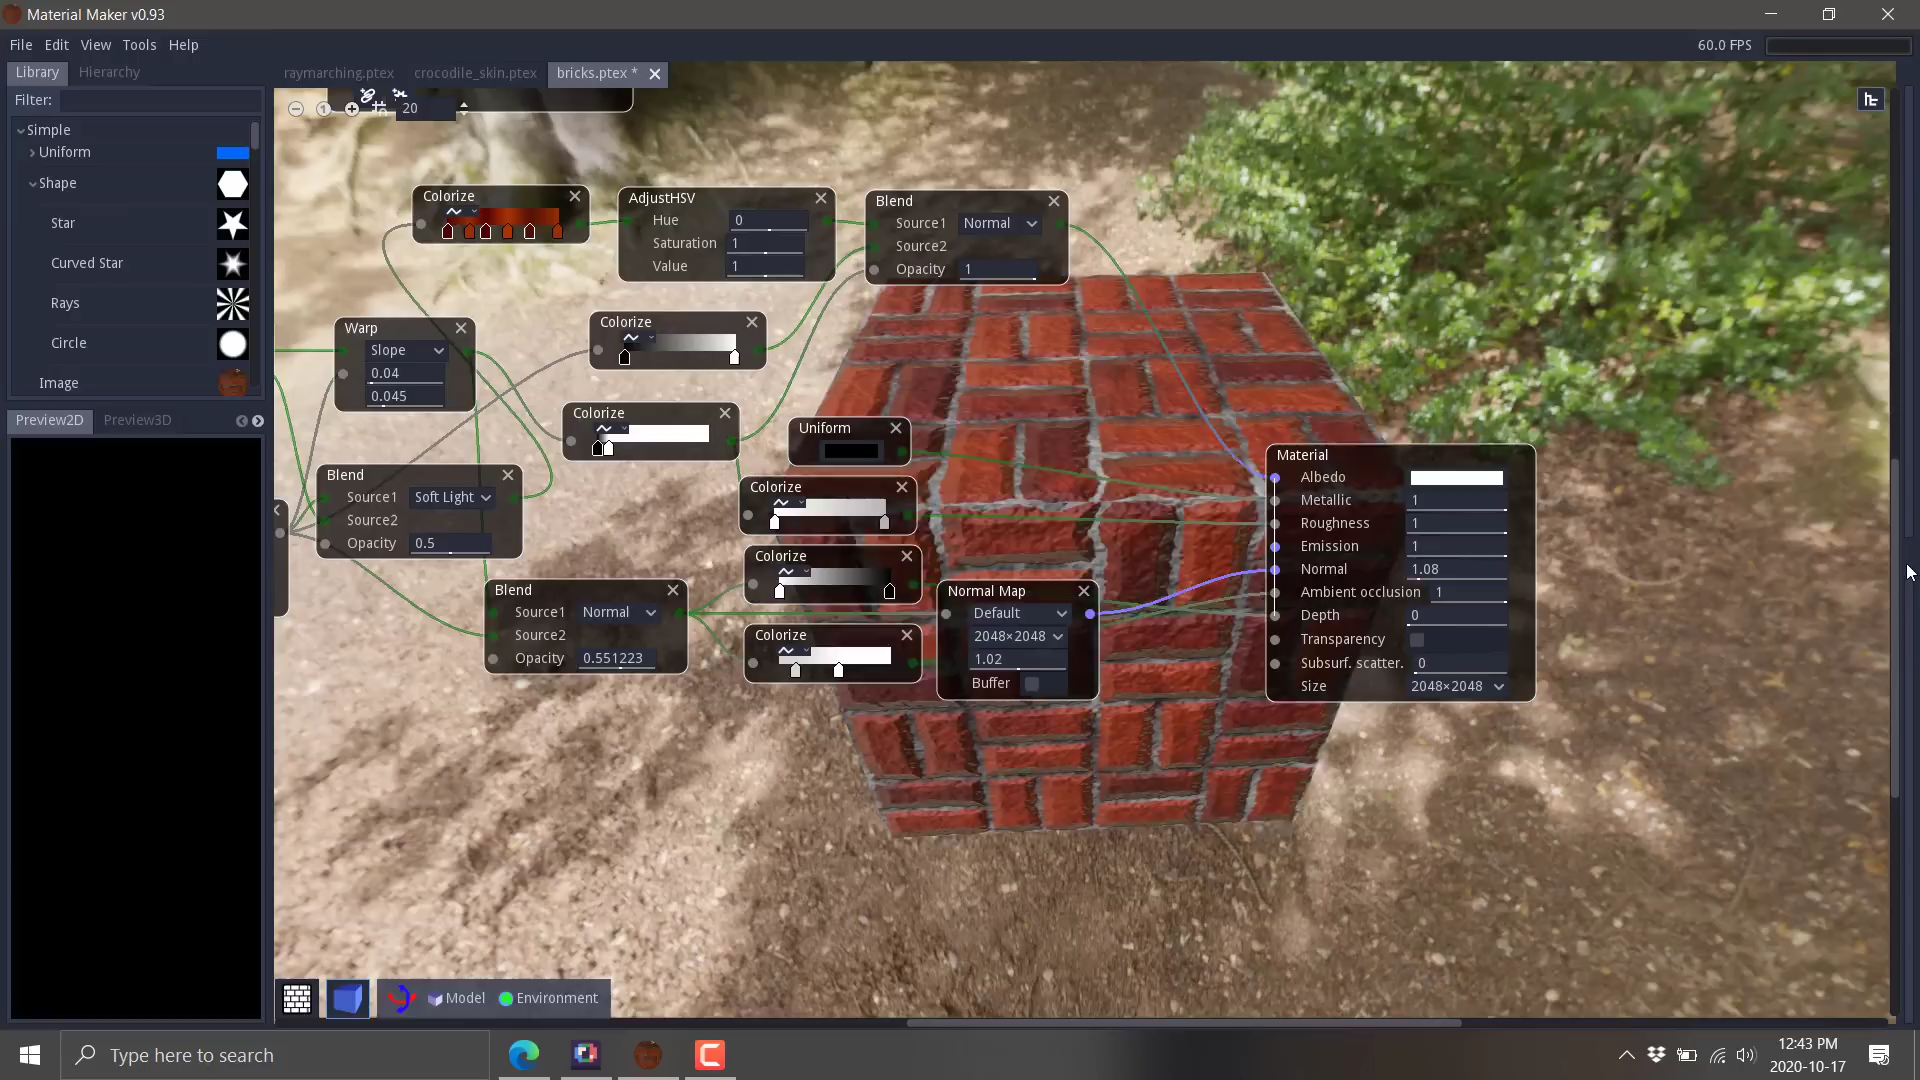 Material Maker v0.93
File Edit View Tools Help
60.0 FPS
Library Hierarchy
raymarching.ptex crocodile_skin.ptex bricks.ptex *
Filter:
20
Simple
Uniform
Shape
Star
Curved Star
Rays
Circle
Image
Preview2D Preview3D
Colorize
AdjustHSV
Hue 0
Saturation 1
Value 1
Blend
Source1 Normal
Source2
Opacity 1
Warp
Slope
0.04
0.045
Colorize
Colorize
Uniform
Blend
Source1 Soft Light
Source2
Opacity 0.5
Colorize
Colorize
Colorize
Blend
Source1 Normal
Source2
Opacity 0.551223
Normal Map
Default
2048×2048
1.02
Buffer
Material
Albedo
Metallic 1
Roughness 1
Emission 1
Normal 1.08
Ambient occlusion 1
Depth 0
Transparency
Subsurf. scatter. 0
Size 2048×2048
Model Environment
Type here to search
12:43 PM
2020-10-17